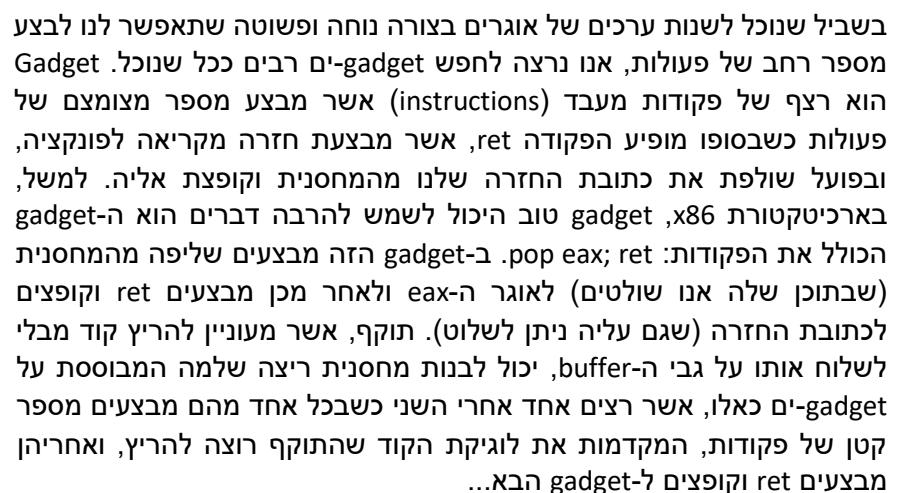 בשביל שנוכל לשנות ערכים של אוגרים בצורה נוחה ופשוטה שתאפשר לנו לבצע
מספר רחב של פעולות, אנו נרצה לחפש gadget-ים רבים ככל שנוכל. Gadget
הוא רצף של פקודות מעבד (instructions) אשר מבצע מספר מצומצם של
פעולות כשבסופו מופיע הפקודה ret, אשר מבצעת חזרה מקריאה לפונקציה,
ובפועל שולפת את כתובת החזרה שלנו מהמחסנית וקופצת אליה. למשל,
בארכיטקטורת x86, gadget טוב היכול לשמש להרבה דברים הוא ה-gadget
הכולל את הפקודות: pop eax; ret. ב-gadget הזה מבצעים שליפה מהמחסנית
(שבתוכן שלה אנו שולטים) לאוגר ה-eax ולאחר מכן מבצעים ret וקופצים
לכתובת החזרה (שגם עליה ניתן לשלוט). תוקף, אשר מעוניין להריץ קוד מבלי
לשלוח אותו על גבי ה-buffer, יכול לבנות מחסנית ריצה שלמה המבוססת על
gadget-ים כאלו, אשר רצים אחד אחרי השני כשבכל אחד מהם מבצעים מספר
קטן של פקודות, המקדמות את לוגיקת הקוד שהתוקף רוצה להריץ, ואחריהן
מבצעים ret וקופצים ל-gadget הבא...